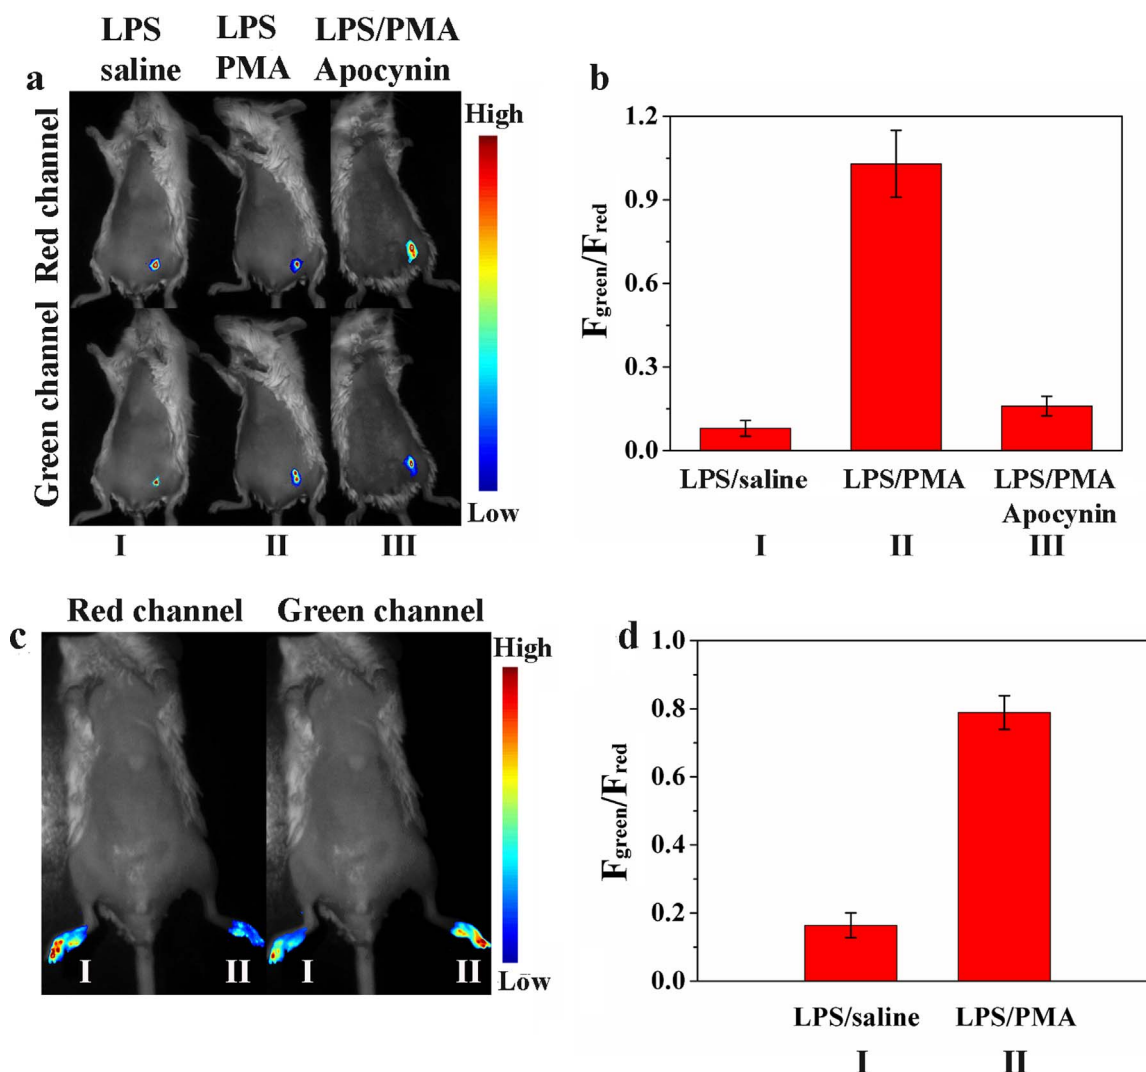 a
LPS
saline
LPS
PMA
LPS/PMA
Apocynin
Red channel
Green channel
High
Low
I
II
III
b
Fgreen/Fred
1.2
0.9
0.6
0.3
0.0
LPS/saline
LPS/PMA
LPS/PMA
Apocynin
I
II
III
c
Red channel
Green channel
High
Low
I
II
I
II
d
Fgreen/Fred
1.0
0.8
0.6
0.4
0.2
0.0
LPS/saline
LPS/PMA
I
II